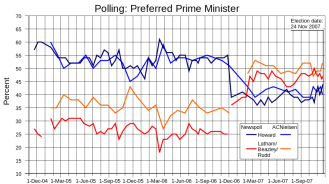 Polling: Preferred Prime Minister
Election date:
24 Nov 2007
Percent
70
65
60
55
50
45
40
35
30
25
20
15
10
Newspoll ACNielsen
Howard
Latham/
Beazley/
Rudd
1-Dec-04 1-Mar-05 1-Jun-05 1-Sep-05 1-Dec-05 1-Mar-06 1-Jun-06 1-Sep-06 1-Dec-06 1-Mar-07 1-Jun-07 1-Sep-07